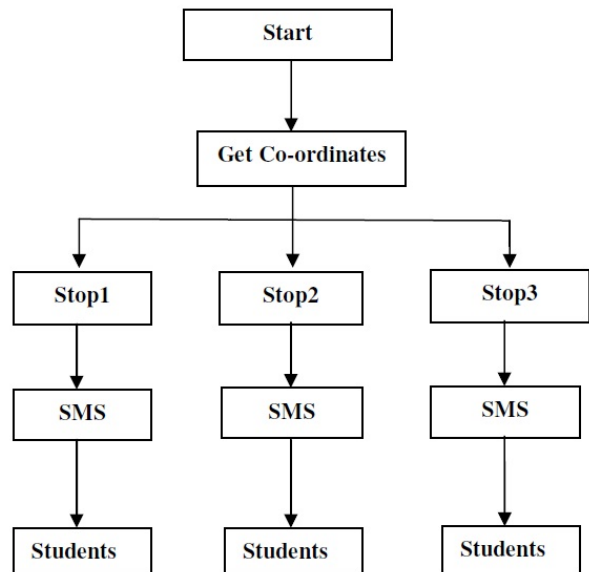 Start
Get Co-ordinates
Stop1
Stop2
Stop3
SMS
SMS
SMS
Students
Students
Students